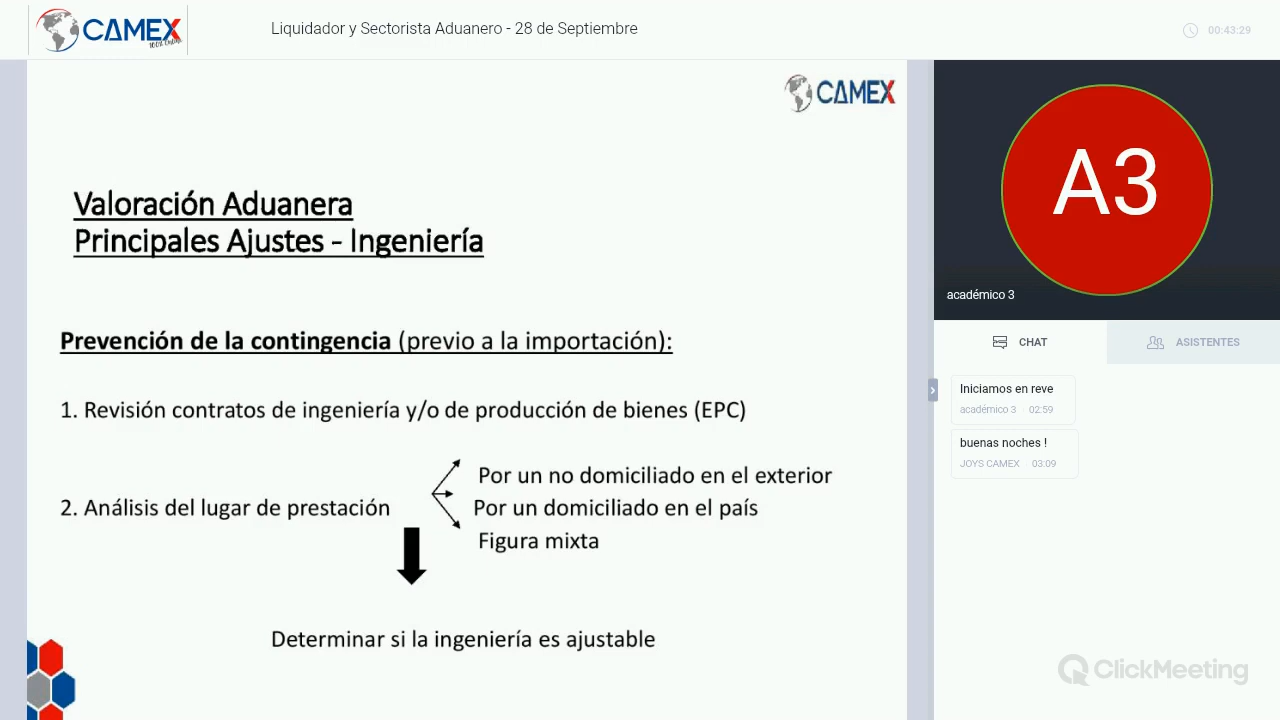 CAMEX
100% Online
Liquidador y Sectorista Aduanero - 28 de Septiembre
00:43:29
CAMEX
Valoración Aduanera
Principales Ajustes - Ingeniería
Prevención de la contingencia (previo a la importación):
1. Revisión contratos de ingeniería y/o de producción de bienes (EPC)
2. Análisis del lugar de prestación
Por un no domiciliado en el exterior
Por un domiciliado en el país
Figura mixta
Determinar si la ingeniería es ajustable
A3
académico 3
CHAT
ASISTENTES
Iniciamos en reve
académico 3 02:59
buenas noches !
JOYS CAMEX 03:09
ClickMeeting